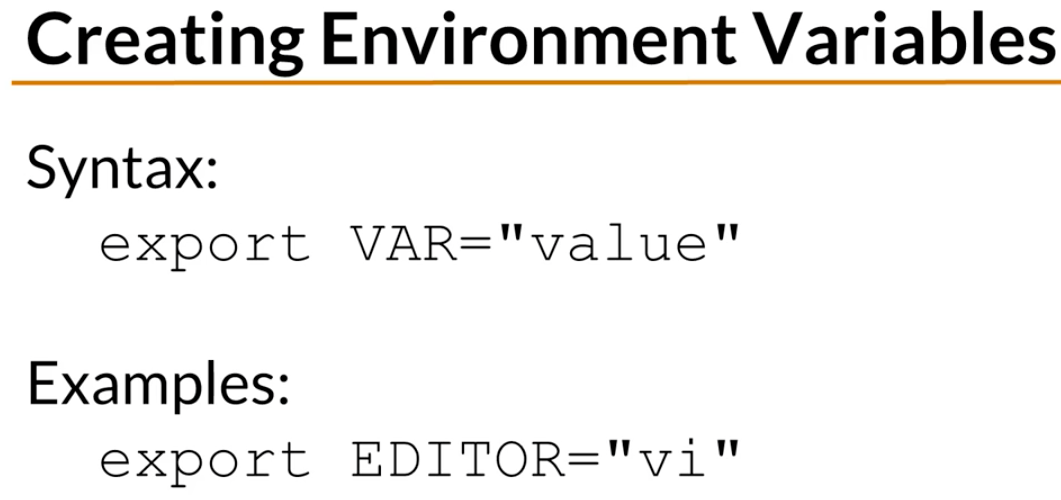 Creating Environment Variables
Syntax:
export VAR="value"
Examples:
export EDITOR="vi"